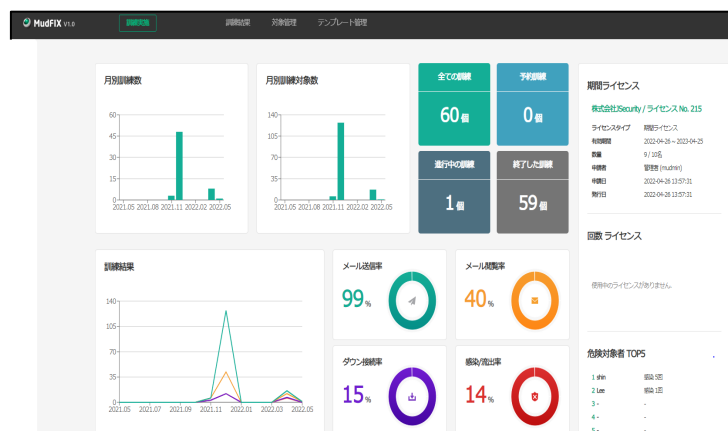 MudFIX V1.0 訓練実施 訓練結果 対象管理 テンプレート管理
月別訓練数
60
45
30
15
0
2021.05 2021.08 2021.11 2022.02 2022.05
月別訓練対象数
140
105
70
35
0
2021.05 2021.08 2021.11 2022.02 2022.05
全ての訓練
60 個
予約訓練
0 個
進行中の訓練
1 個
終了した訓練
59 個
期間ライセンス
株式会社JSecurity / ライセンス No. 215
ライセンスタイプ 期間ライセンス
有効期間 2022-04-26 ~ 2023-04-25
数量 9 / 10名
申請者 管理者 (mudmin)
申請日 2022-04-26 13:57:31
発行日 2022-04-26 13:57:31
回数 ライセンス
使用中のライセンスがありません。
訓練結果
140
105
70
35
0
2021.05 2021.07 2021.09 2021.11 2022.01 2022.03 2022.05
メール送信率
99 %
メール閲覧率
40 %
ダウン接続率
15 %
感染/流出率
14 %
危険対象者 TOP5
1 shin 感染 5回
2 Lee 感染 1回
3 - -
4 - -
5 - -